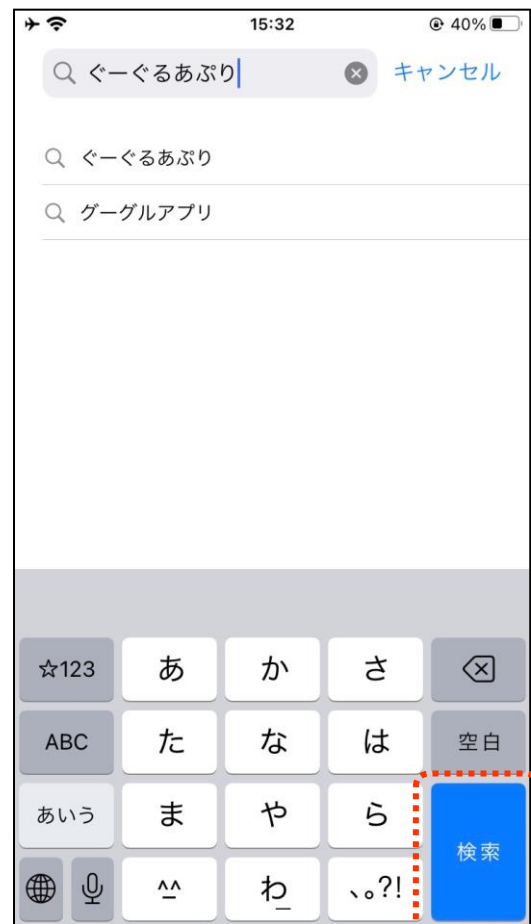 15:32 40%
ぐーぐるあぷり キャンセル
ぐーぐるあぷり
グーグルアプリ
☆123 あ か さ
ABC た な は 空白
あいう ま や ら 検索
^^ わ_ 、。?!